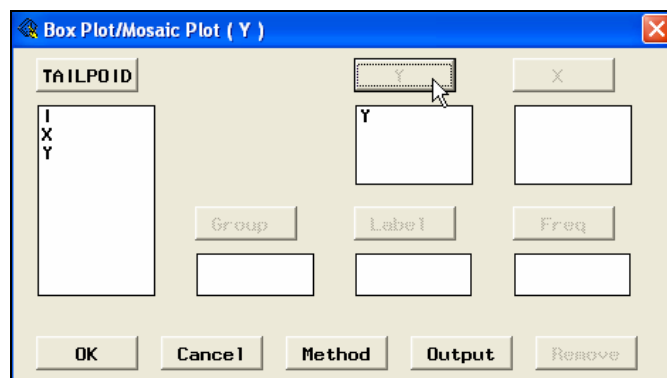 Box Plot/Mosaic Plot ( Y )
TAILPOID
Y
X
I
X
Y
Y
Group
Label
Freq
OK
Cancel
Method
Output
Remove